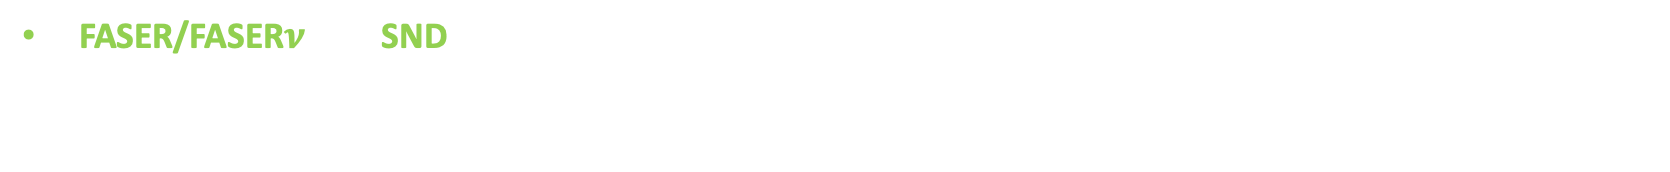 • FASER/FASERν SND